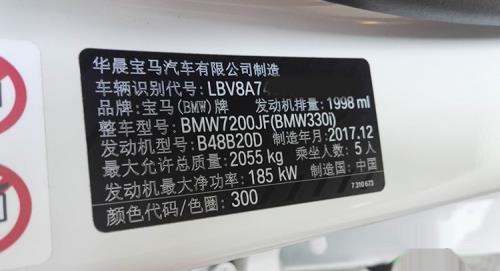 华晨宝马汽车有限公司制造
车辆识别代号: LBV8A74
品牌: 宝马(BMW)牌 发动机排量: 1998 ml
整车型号: BMW7200JF(BMW330i)
发动机型号: B48B20D 制造年月: 2017.12
最大允许总质量: 2055 kg 乘坐人数: 5人
发动机最大净功率: 185 kW 制造国: 中国
颜色代码/色圈: 300
7 310 673